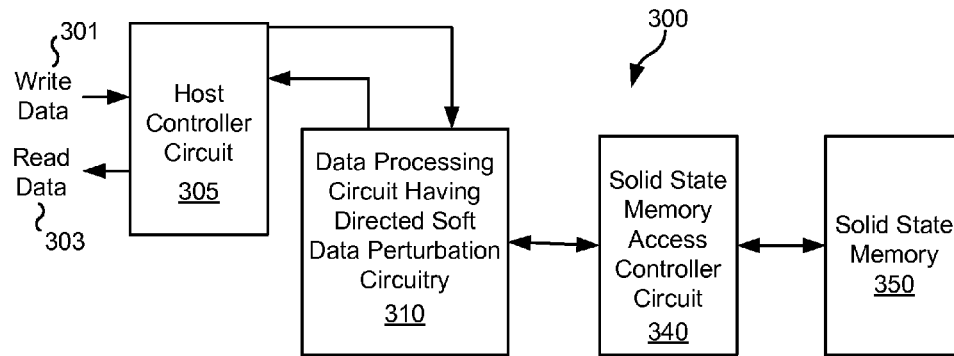 300
301
Write
Data
Read
Data
303
Host
Controller
Circuit
305
Data Processing
Circuit Having
Directed Soft
Data Perturbation
Circuitry
310
Solid State
Memory
Access
Controller
Circuit
340
Solid State
Memory
350